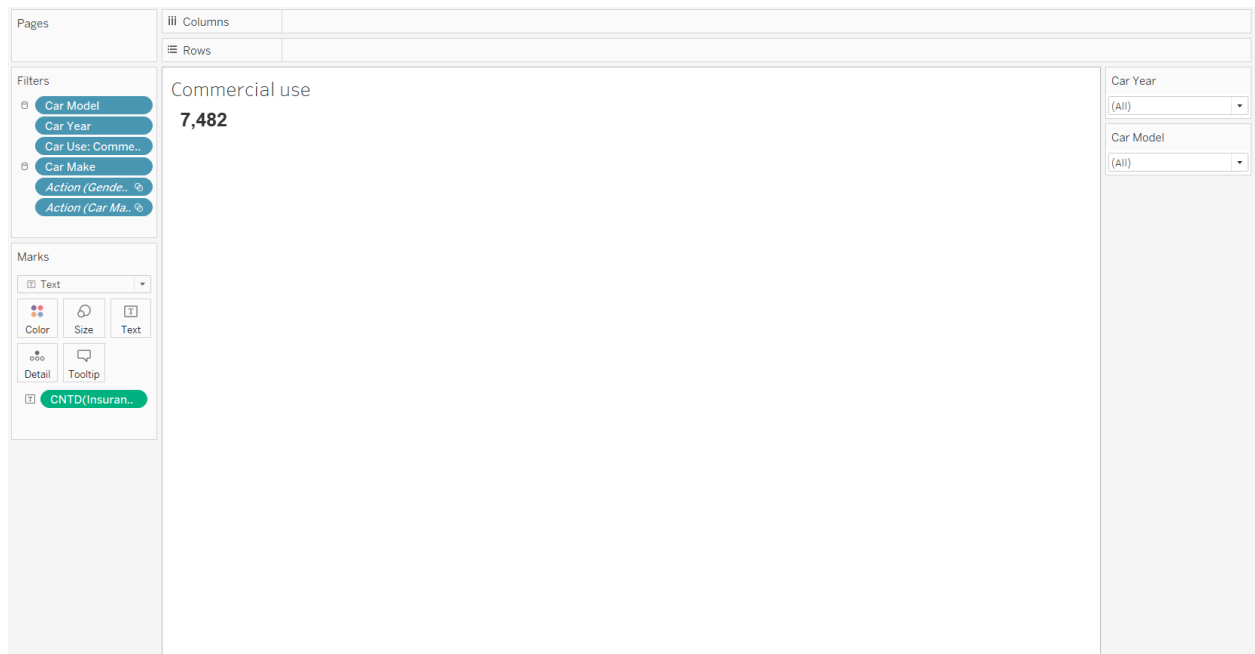 Pages
Columns
Rows
Filters
Car Model
Car Year
Car Use: Comme..
Car Make
Action (Gende..
Action (Car Ma..
Marks
Text
Color
Size
Text
Detail
Tooltip
CNTD(Insuran..
Commercial use
7,482
Car Year
(All)
Car Model
(All)